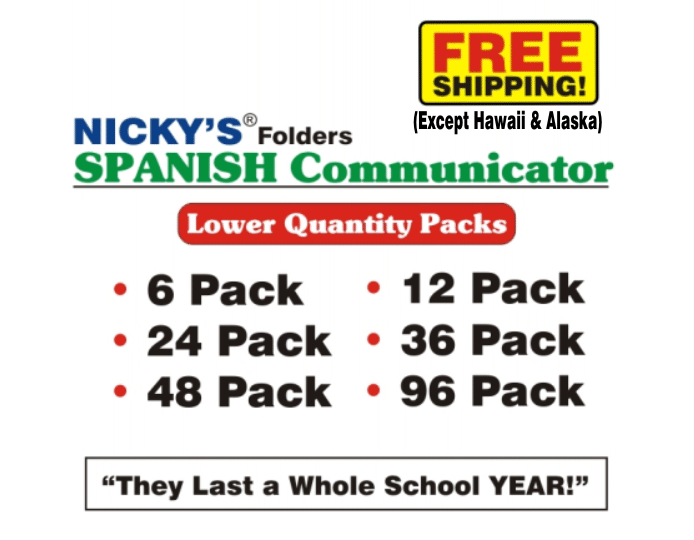 FREE
SHIPPING!
(Except Hawaii & Alaska)
NICKY'S® Folders
SPANISH Communicator
Lower Quantity Packs
• 6 Pack • 12 Pack
• 24 Pack • 36 Pack
• 48 Pack • 96 Pack
“They Last a Whole School YEAR!”